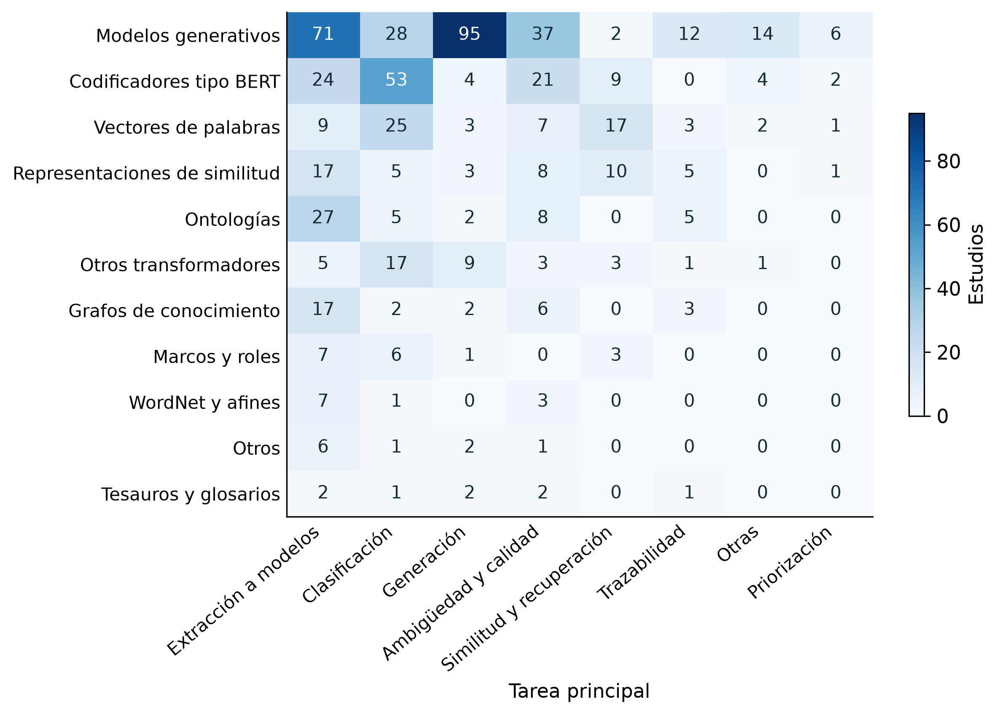 Modelos generativos 71 28 95 37 2 12 14 6
Codificadores tipo BERT 24 53 4 21 9 0 4 2
Vectores de palabras 9 25 3 7 17 3 2 1
Representaciones de similitud 17 5 3 8 10 5 0 1
Ontologías 27 5 2 8 0 5 0 0
Otros transformadores 5 17 9 3 3 1 1 0
Grafos de conocimiento 17 2 2 6 0 3 0 0
Marcos y roles 7 6 1 0 3 0 0 0
WordNet y afines 7 1 0 3 0 0 0 0
Otros 6 1 2 1 0 0 0 0
Tesauros y glosarios 2 1 2 2 0 1 0 0
Extracción a modelos
Clasificación
Generación
Ambigüedad y calidad
Similitud y recuperación
Trazabilidad
Otras
Priorización
Tarea principal
80
60
40
20
0
Estudios